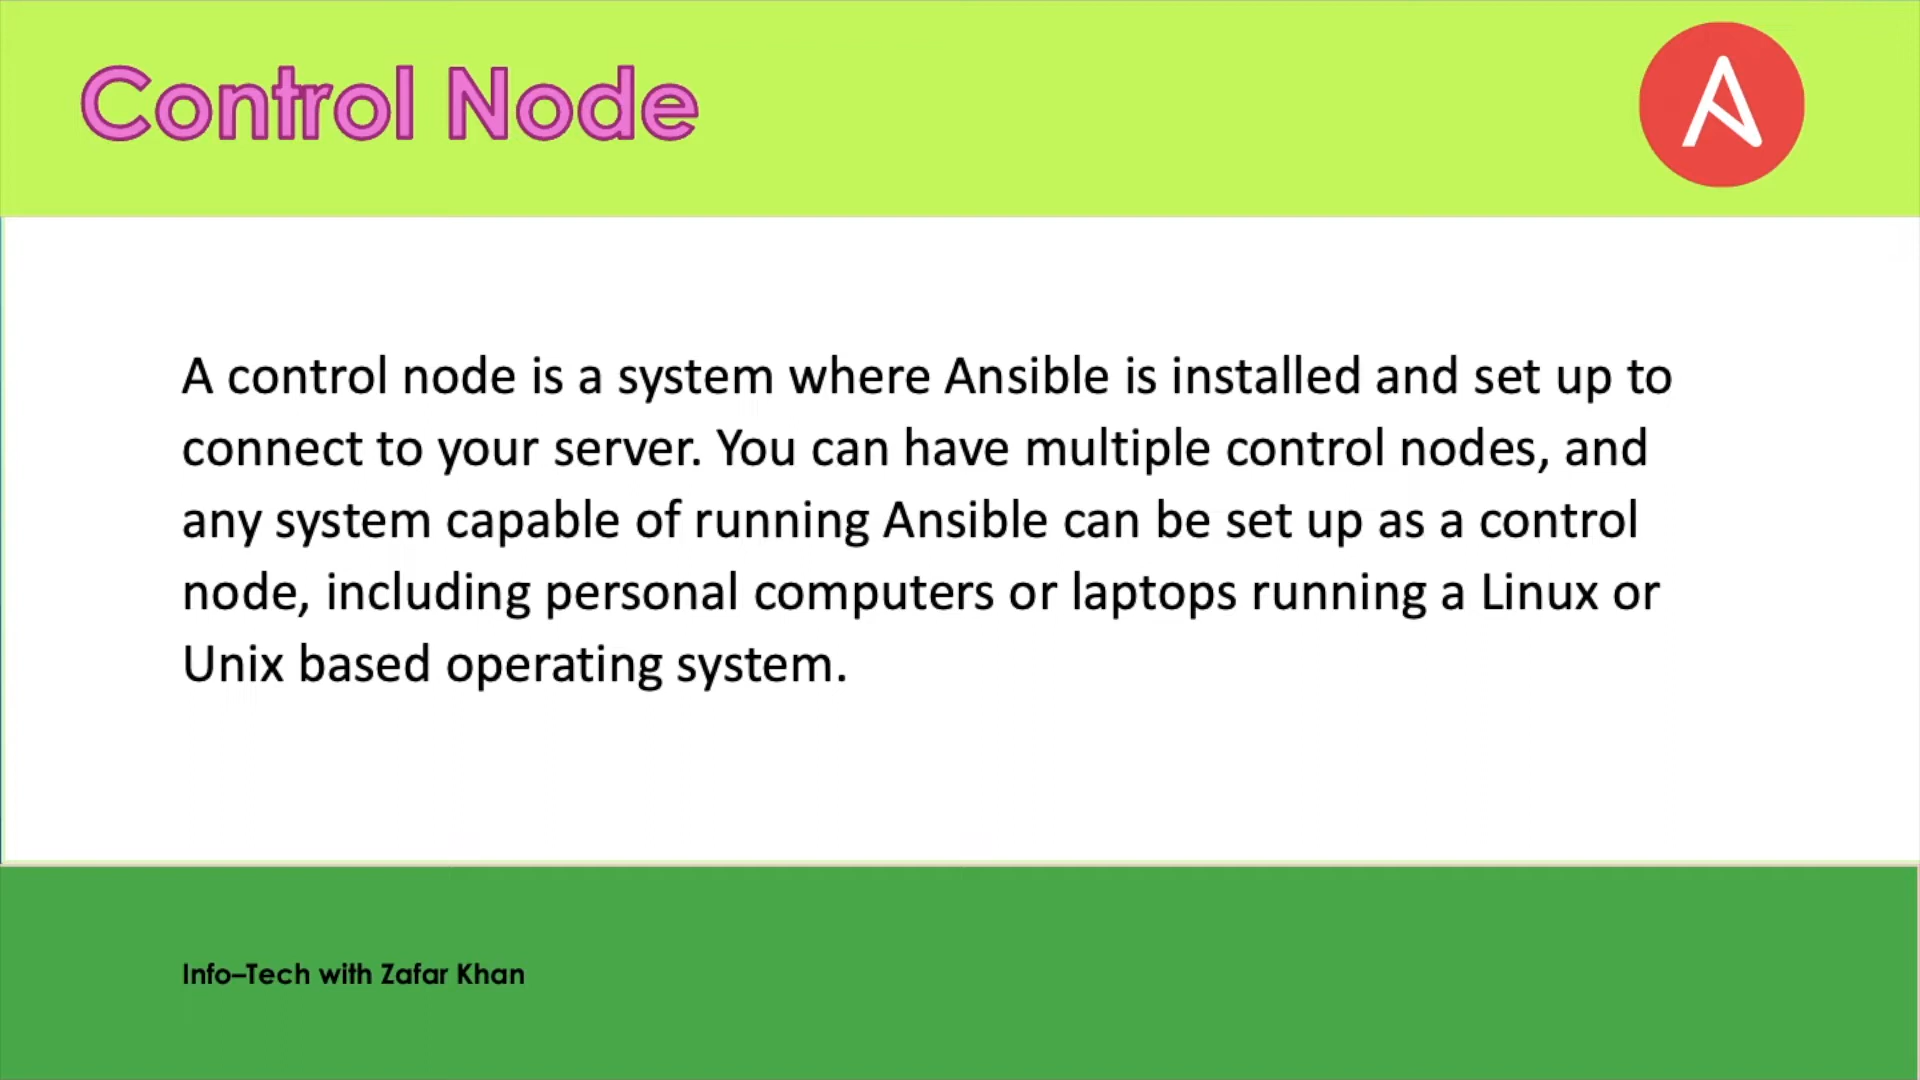 Control Node
A control node is a system where Ansible is installed and set up to
connect to your server. You can have multiple control nodes, and
any system capable of running Ansible can be set up as a control
node, including personal computers or laptops running a Linux or
Unix based operating system.
Info–Tech with Zafar Khan